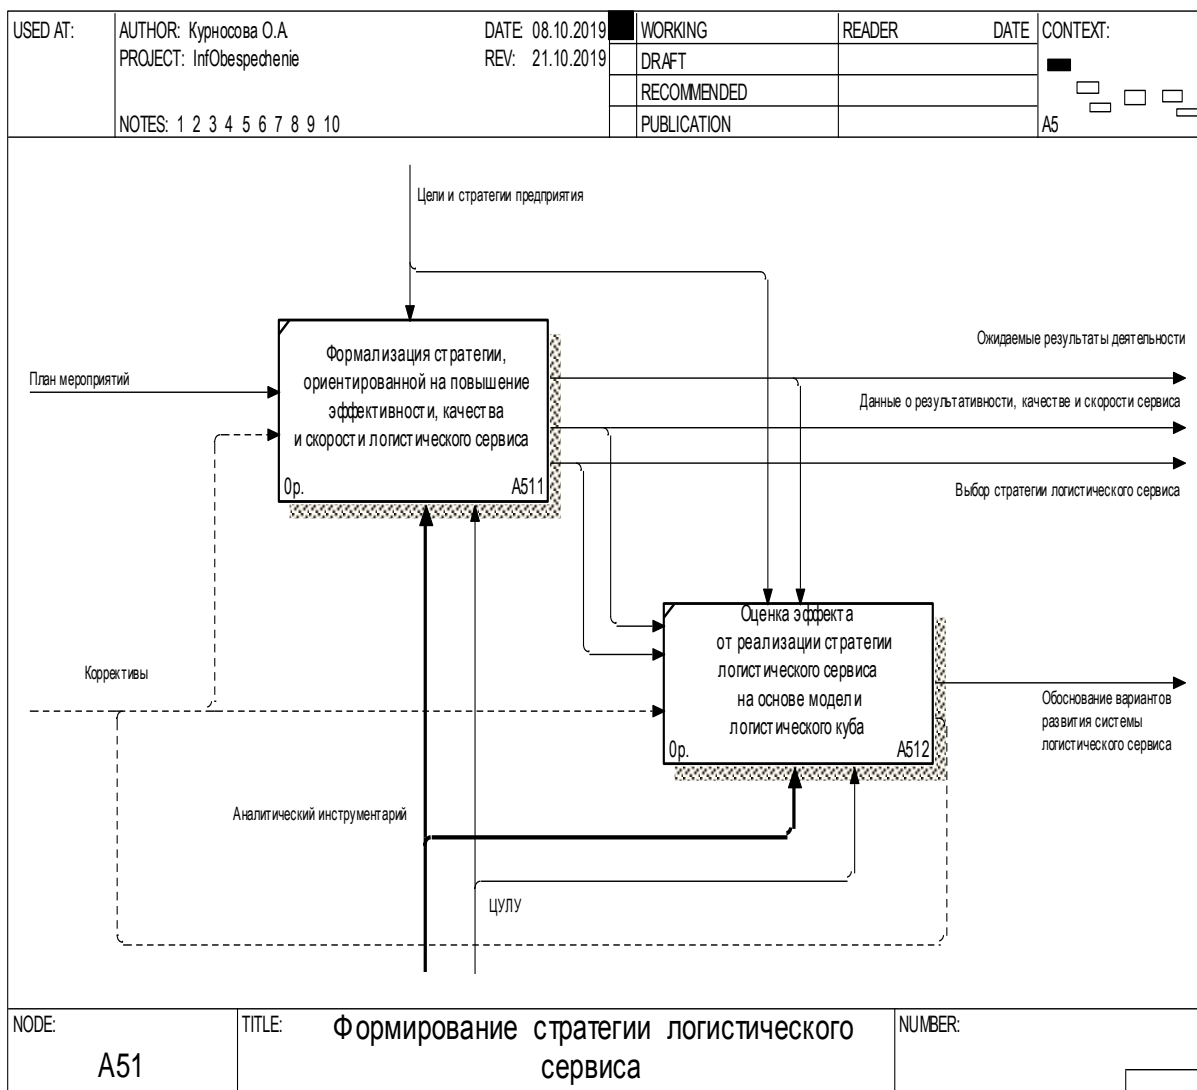 USED AT:
AUTHOR: Курносова О.А.
DATE: 08.10.2019
WORKING
READER
DATE
CONTEXT:
PROJECT: InfObespechenie
REV: 21.10.2019
DRAFT
RECOMMENDED
NOTES: 1 2 3 4 5 6 7 8 9 10
PUBLICATION
A5
Цели и стратегии предприятия
Формализация стратегии,
ориентированной на повышение
эффективности, качества
и скорости логистического сервиса
0р.
A511
План мероприятий
Ожидаемые результаты деятельности
Данные о результативности, качестве и скорости сервиса
Выбор стратегии логистического сервиса
Оценка эффекта
от реализации стратегии
логистического сервиса
на основе модели
логистического куба
0р.
A512
Коррективы
Обоснование вариантов
развития системы
логистического сервиса
Аналитический инструментарий
ЦУЛУ
NODE:
A51
TITLE:
Формирование стратегии логистического
сервиса
NUMBER: